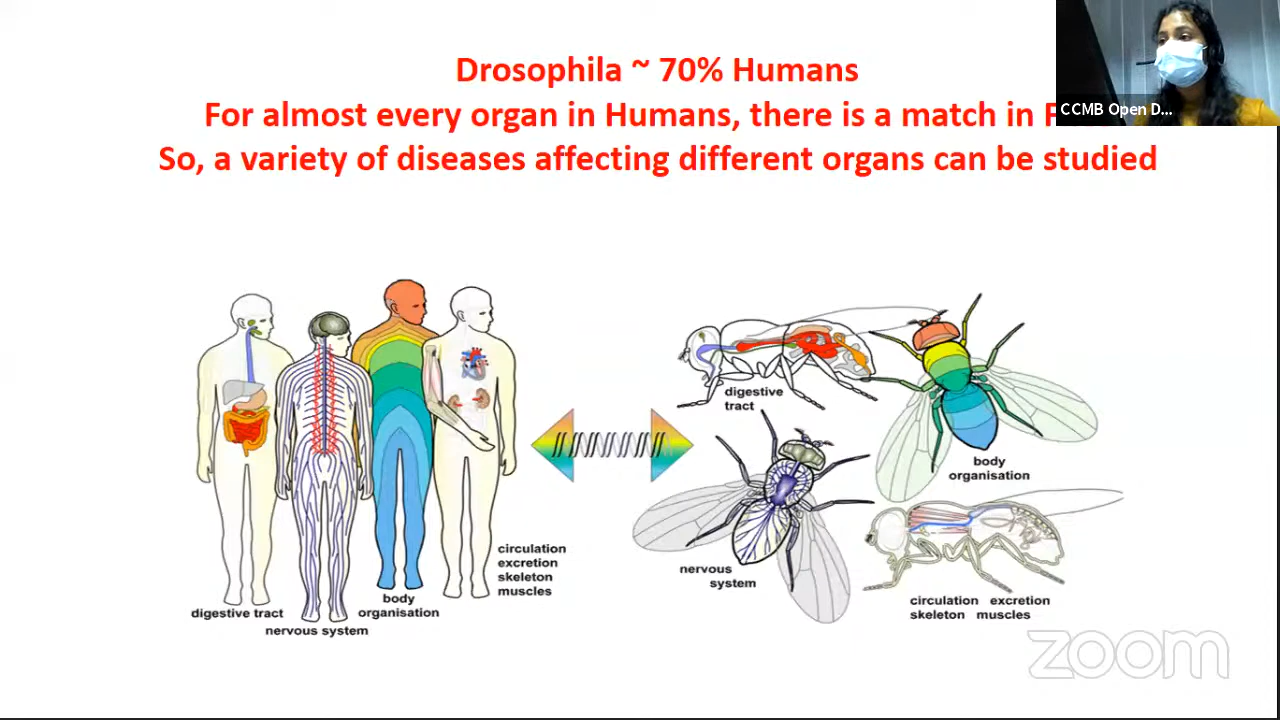 Drosophila ~ 70% Humans
For almost every organ in Humans, there is a match in
So, a variety of diseases affecting different organs can be studied
CCMB Open D...
digestive tract
nervous system
body
organisation
circulation
excretion
skeleton
muscles
digestive
tract
body
organisation
nervous
system
circulation excretion
skeleton muscles
zoom